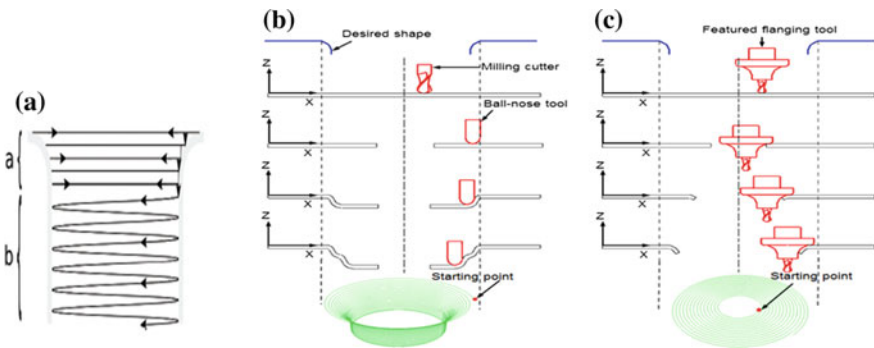 (a)
a
b
(b)
Desired shape
Milling cutter
Z
X
Ball-nose tool
Z
X
Z
X
Z
X
Starting point
(c)
Featured flanging tool
Z
X
Z
X
Z
X
Z
X
Starting point